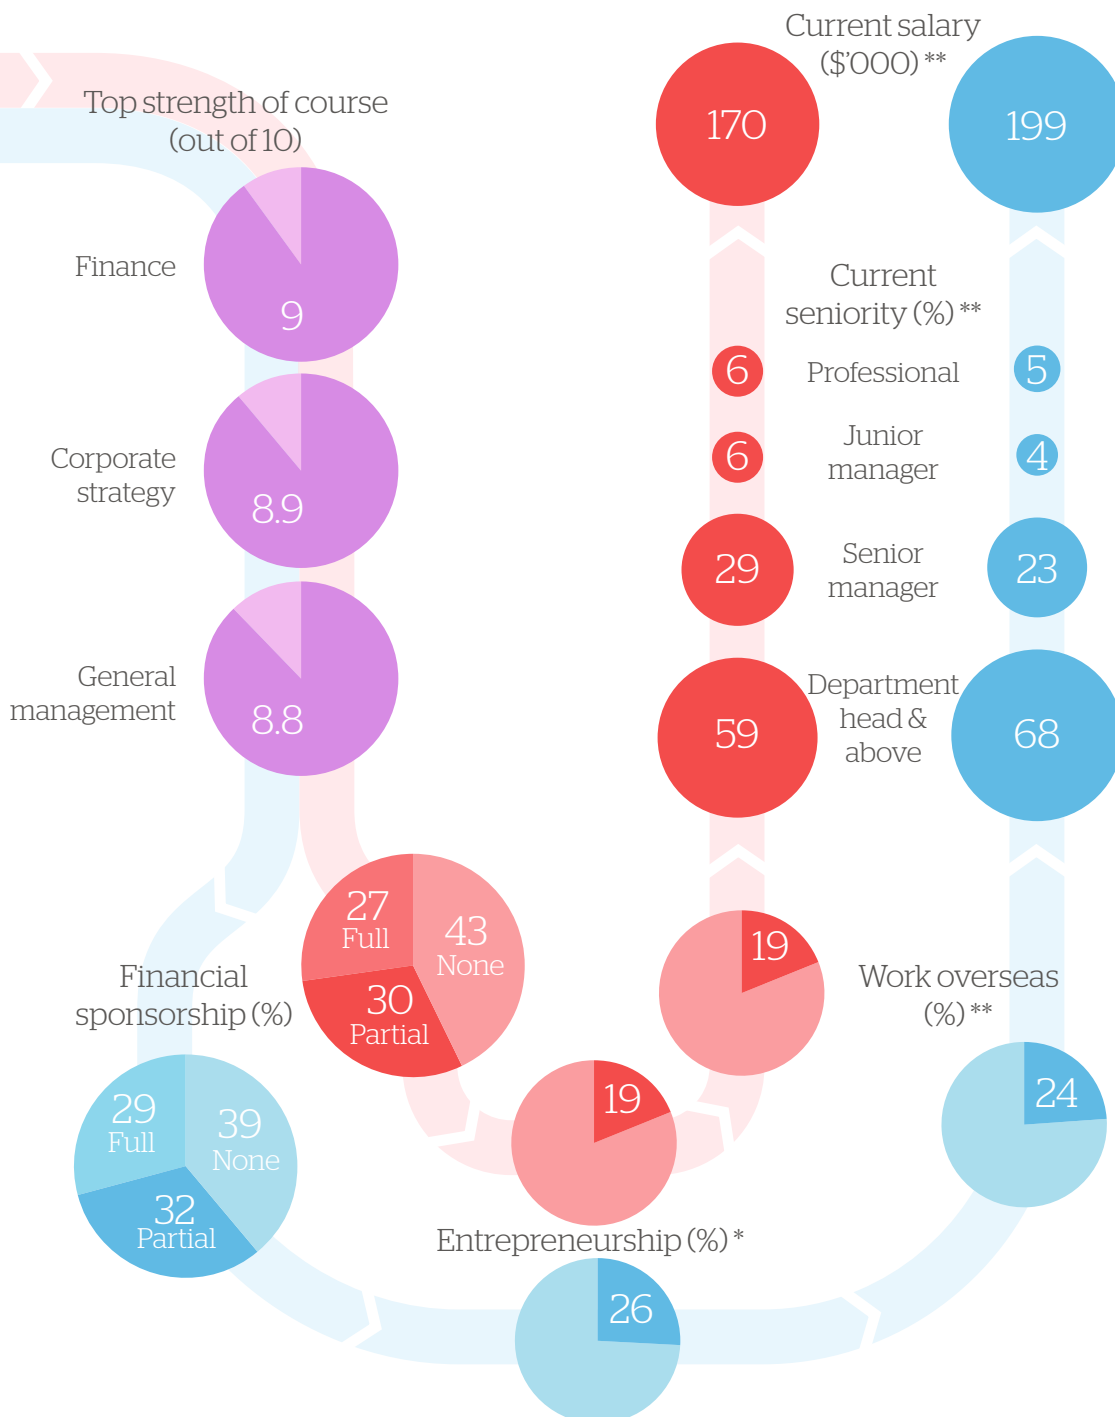 Top strength of course
(out of 10)
Finance
9
Corporate
strategy
8.9
General
management
8.8
Financial
sponsorship (%)
27
Full
43
None
30
Partial
29
Full
39
None
32
Partial
Entrepreneurship (%) *
19
26
Work overseas
(%) **
19
24
Current salary
($'000) **
170
199
Current
seniority (%) **
6
Professional
5
6
Junior
manager
4
29
Senior
manager
23
59
Department
head &
above
68